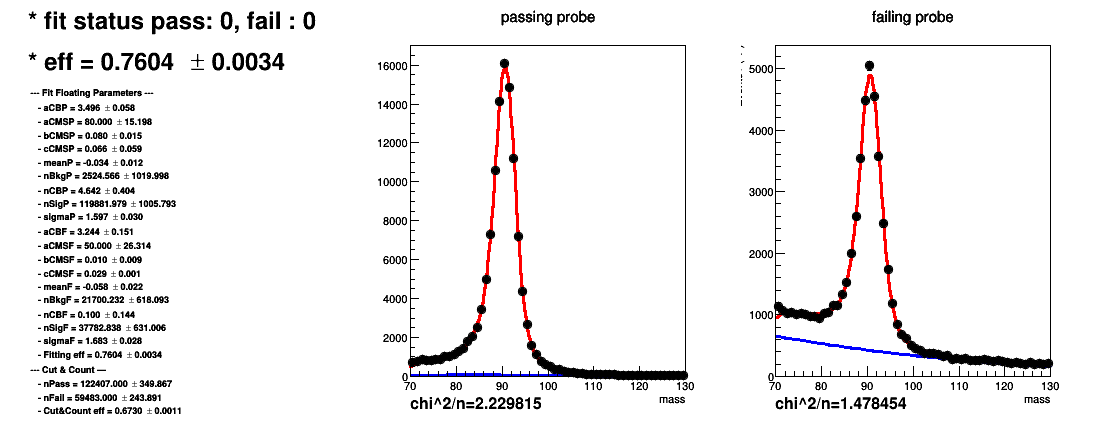 * fit status pass: 0, fail : 0
* eff = 0.7604 ± 0.0034
--- Fit Floating Parameters ---
- aCBP = 3.496 ± 0.058
- aCMSP = 80.000 ± 15.198
- bCMSP = 0.080 ± 0.015
- cCMSP = 0.066 ± 0.059
- meanP = -0.034 ± 0.012
- nBkgP = 2524.566 ± 1019.998
- nCBP = 4.642 ± 0.404
- nSigP = 119881.979 ± 1005.793
- sigmaP = 1.597 ± 0.030
- aCBF = 3.244 ± 0.151
- aCMSF = 50.000 ± 26.314
- bCMSF = 0.010 ± 0.009
- cCMSF = 0.029 ± 0.001
- meanF = -0.058 ± 0.022
- nBkgF = 21700.232 ± 618.093
- nCBF = 0.100 ± 0.144
- nSigF = 37782.838 ± 631.006
- sigmaF = 1.683 ± 0.028
- Fitting eff = 0.7604 ± 0.0034
--- Cut & Count ---
- nPass = 122407.000 ± 349.867
- nFail = 59483.000 ± 243.891
- Cut&Count eff = 0.6730 ± 0.0011
passing probe
16000
14000
12000
10000
8000
6000
4000
2000
0
70 80 90 100 110 120 130
mass
chi^2/n=2.229815
failing probe
5000
4000
3000
2000
1000
0
70 80 90 100 110 120 130
mass
chi^2/n=1.478454